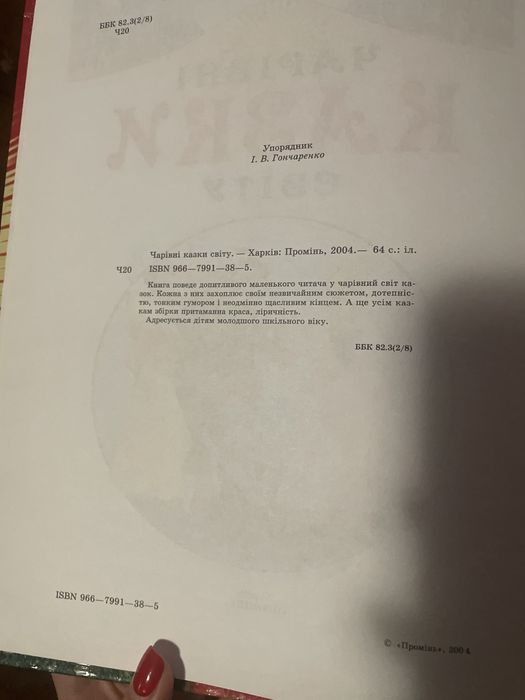 ББК 82.3(2/8)
Ч20
ЧАРІВНІ
КАЗКИ
СВІТУ
Упорядник
І. В. Гончаренко
Чарівні казки світу. — Харків: Промінь, 2004.— 64 с.: іл.
Ч20 ISBN 966—7991—38—5.
Книга поведе допитливого маленького читача у чарівний світ ка-
зок. Кожна з них захоплює своїм незвичайним сюжетом, дотепніс-
тю, тонким гумором і неодмінно щасливим кінцем. А ще усім каз-
кам збірки притаманна краса, ліричність.
Адресується дітям молодшого шкільного віку.
ББК 82.3(2/8)
ISBN 966—7991—38—5
© «Промінь», 2004